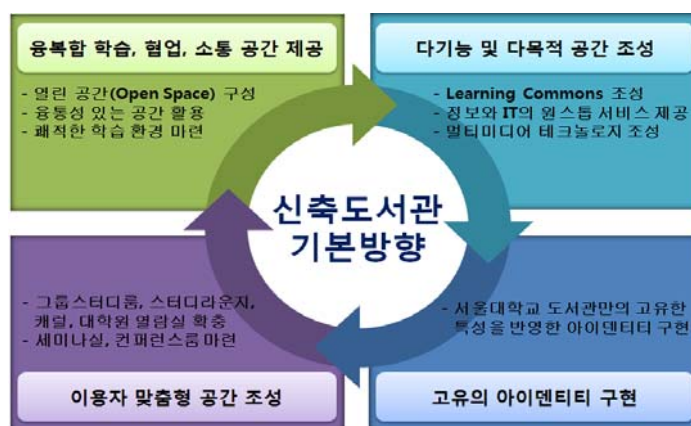 융복합 학습, 협업, 소통 공간 제공
- 열린 공간(Open Space) 구성
- 융통성 있는 공간 활용
- 쾌적한 학습 환경 마련
다기능 및 다목적 공간 조성
- Learning Commons 조성
- 정보와 IT의 원스톱 서비스 제공
- 멀티미디어 테크놀로지 조성
신축도서관
기본방향
- 그룹스터디룸, 스터디라운지,
캐럴, 대학원 열람실 확충
- 세미나실, 컨퍼런스룸 마련
이용자 맞춤형 공간 조성
- 서울대학교 도서관만의 고유한
특성을 반영한 아이덴티티 구현
고유의 아이덴티티 구현